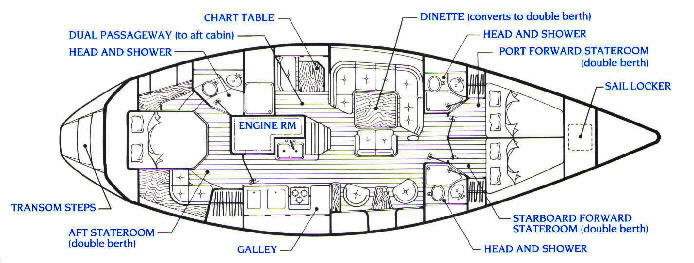 CHART TABLE
DINETTE (converts to double berth)
DUAL PASSAGEWAY (to aft cabin)
HEAD AND SHOWER
HEAD AND SHOWER
PORT FORWARD STATEROOM
(double berth)
SAIL LOCKER
ENGINE RM
TRANSOM STEPS
AFT STATEROOM
(double berth)
GALLEY
STARBOARD FORWARD
STATEROOM (double berth)
HEAD AND SHOWER